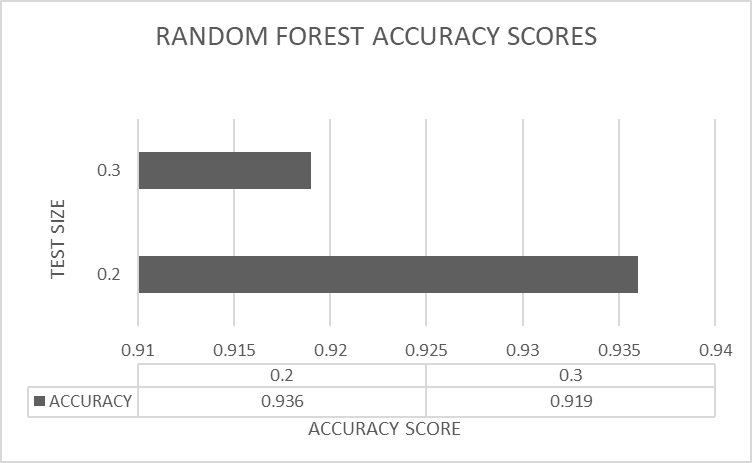 RANDOM FOREST ACCURACY SCORES
0.3
TEST SIZE
0.2
0.91 0.915 0.92 0.925 0.93 0.935 0.94
0.2 0.3
ACCURACY 0.936 0.919
ACCURACY SCORE